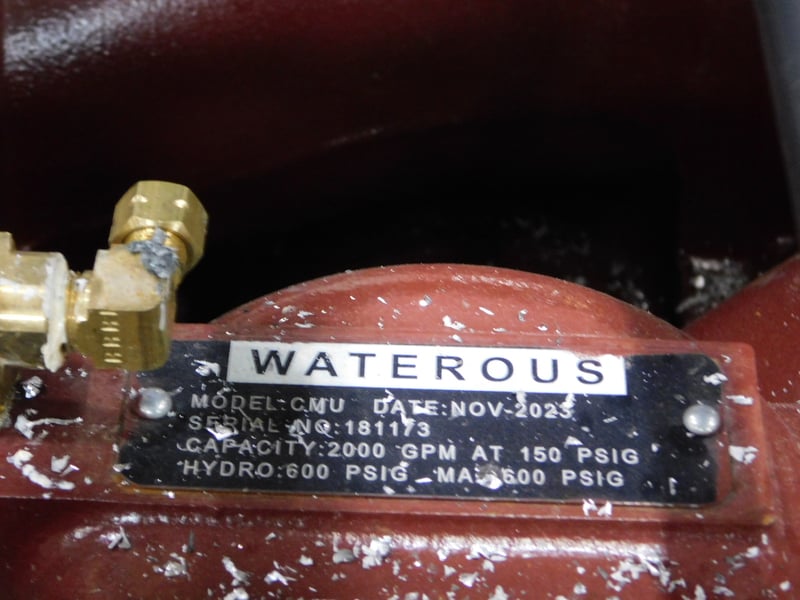 WATEROUS
MODEL:CMU DATE:NOV-2023
SERIAL NO:181173
CAPACITY:2000 GPM AT 150 PSIG
HYDRO:600 PSIG MA 600 PSIG